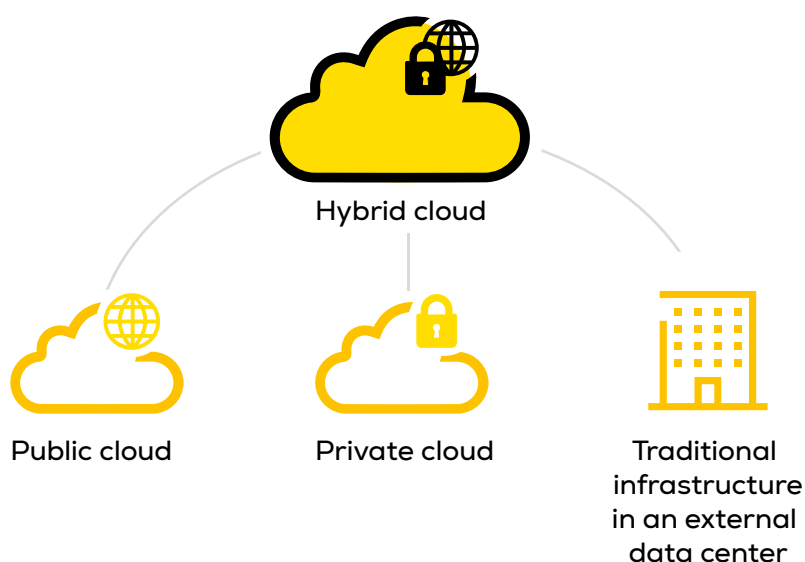 Hybrid cloud
Public cloud
Private cloud
Traditional
infrastructure
in an external
data center